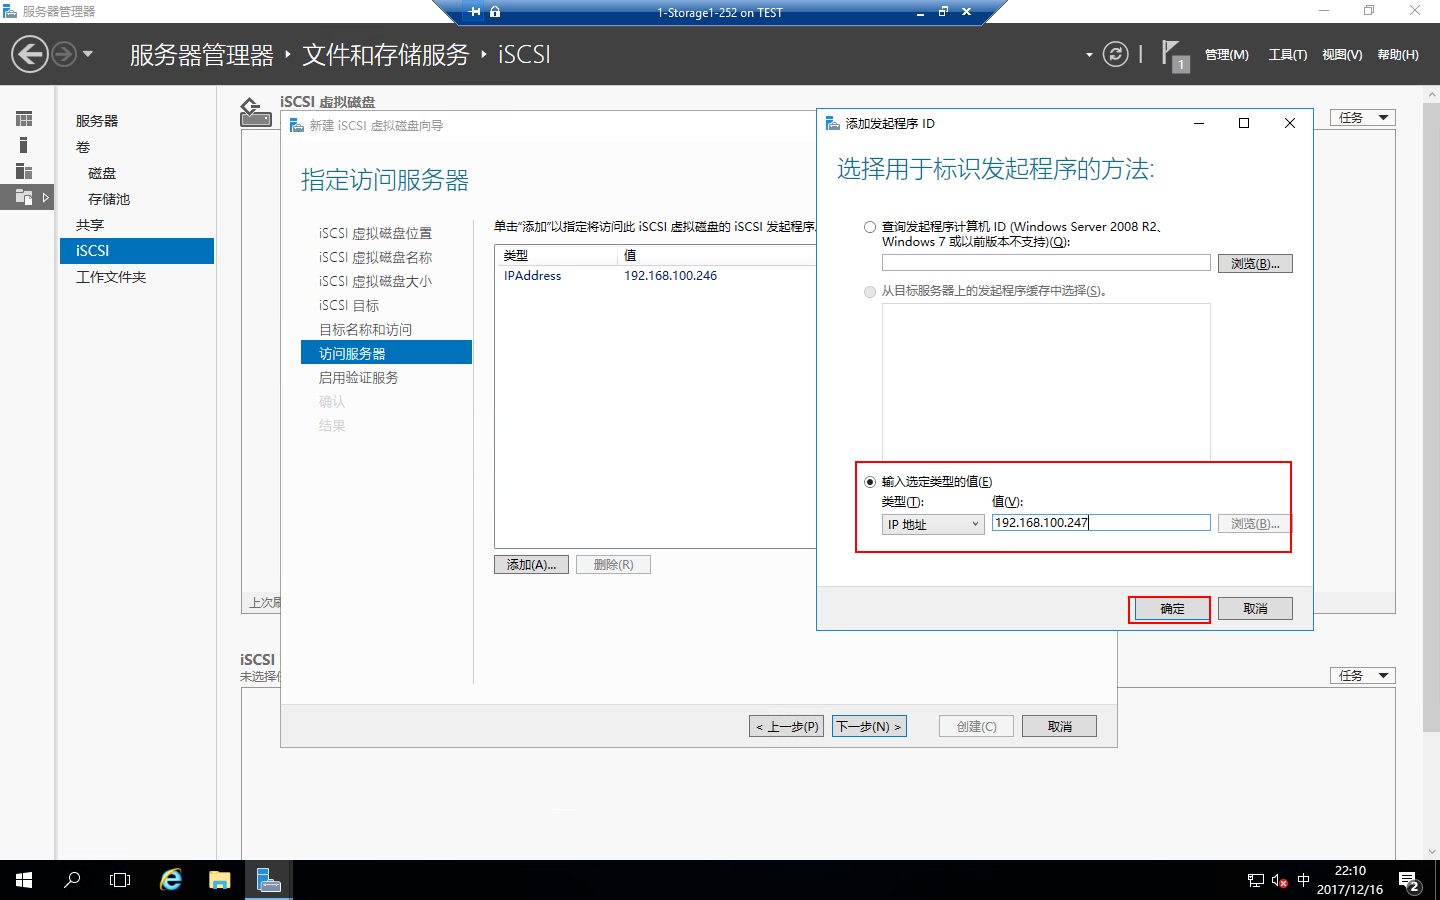 服务器管理器
1-Storage1-252 on TEST
服务器管理器 ‣ 文件和存储服务 ‣ iSCSI
1
管理(M) 工具(T) 视图(V) 帮助(H)
服务器
卷
磁盘
存储池
共享
iSCSI
工作文件夹
iSCSI 虚拟磁盘
任务
上次
iSCSI
未选择
任务
新建 iSCSI 虚拟磁盘向导
指定访问服务器
iSCSI 虚拟磁盘位置
iSCSI 虚拟磁盘名称
iSCSI 虚拟磁盘大小
iSCSI 目标
目标名称和访问
访问服务器
启用验证服务
确认
结果
单击“添加”以指定将访问此 iSCSI 虚拟磁盘的 iSCSI 发起程序。
类型 值
IPAddress 192.168.100.246
添加(A)... 删除(R)
< 上一步(P) 下一步(N) > 创建(C) 取消
添加发起程序 ID
选择用于标识发起程序的方法:
查询发起程序计算机 ID (Windows Server 2008 R2、
Windows 7 或以前版本不支持)(Q):
浏览(B)...
从目标服务器上的发起程序缓存中选择(S)。
输入选定类型的值(E)
类型(T): 值(V):
IP 地址 192.168.100.247 浏览(B)...
确定 取消
中
22:10
2017/12/16
2